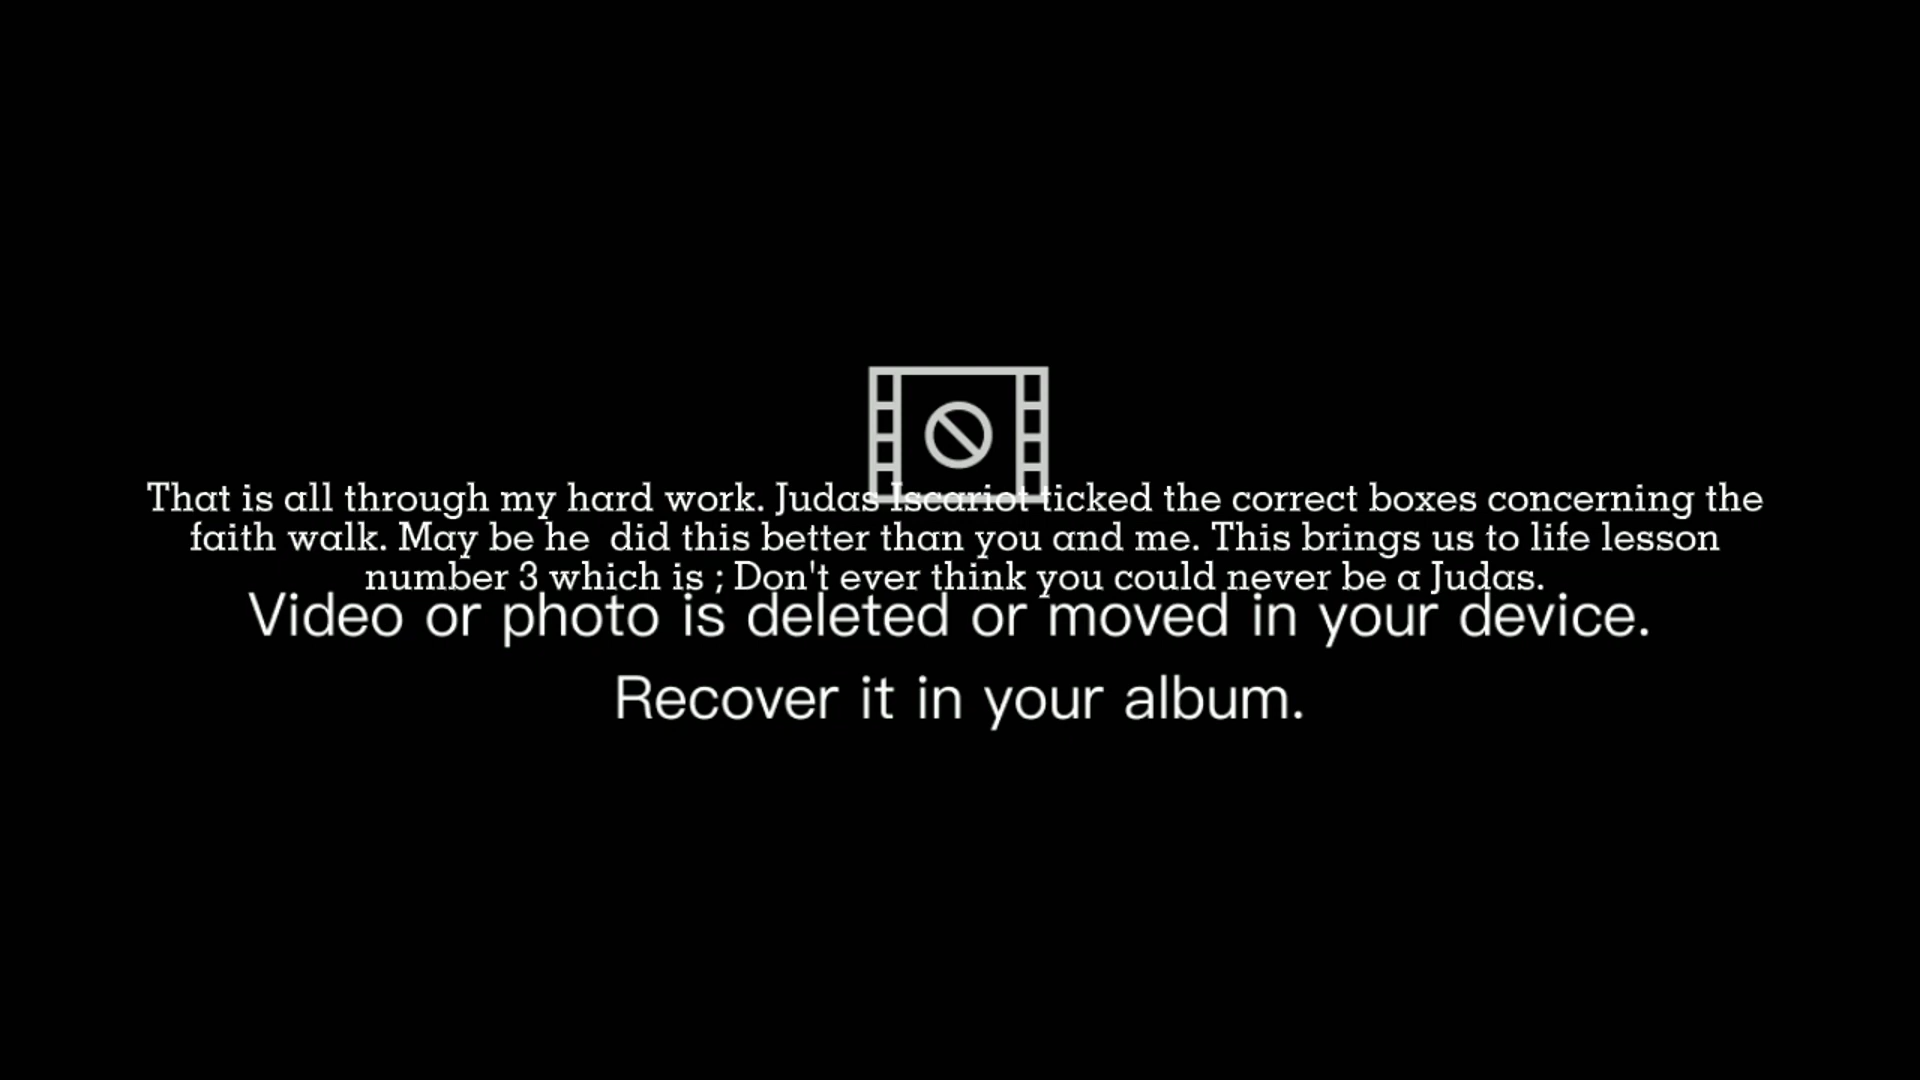 That is all through my hard work. Judas Iscariot ticked the correct boxes concerning the
faith walk. May be he  did this better than you and me. This brings us to life lesson
number 3 which is ; Don't ever think you could never be a Judas.
Video or photo is deleted or moved in your device.
Recover it in your album.